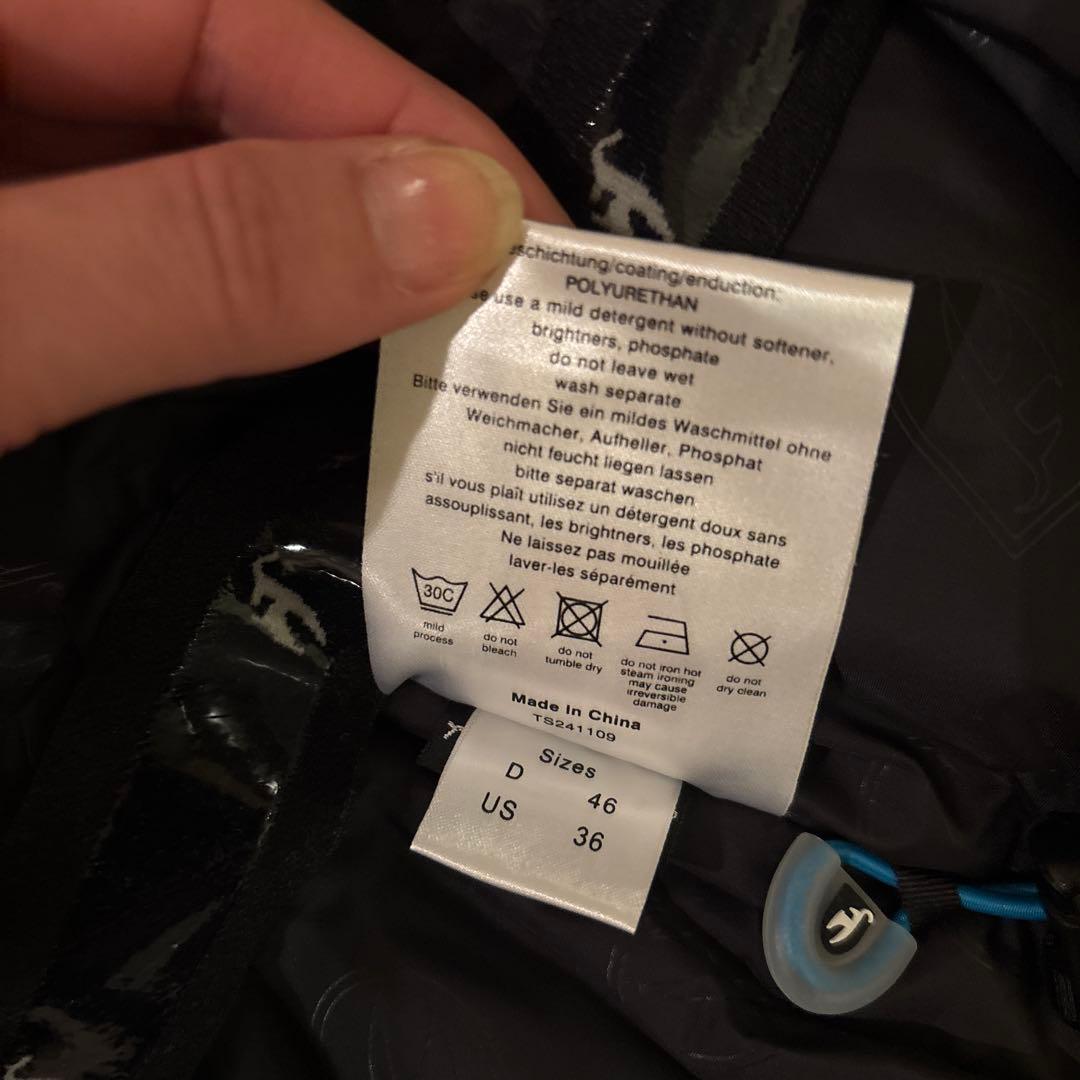 schichtung/coating/enduction:
POLYURETHAN
use a mild detergent without softener,
brightners, phosphate
do not leave wet
wash separate
Bitte verwenden Sie ein mildes Waschmittel ohne
Weichmacher, Aufheller, Phosphat
nicht feucht liegen lassen
bitte separat waschen
s'il vous plaît utilisez un détergent doux sans
assouplissant, les brightners, les phosphate
Ne laissez pas mouillée
laver-les séparément
30C
mild
process
do not
bleach
do not
tumble dry
do not iron hot
steam ironing
may cause
irreversible
damage
do not
dry clean
Made In China
TS241109
Sizes
D 46
US 36